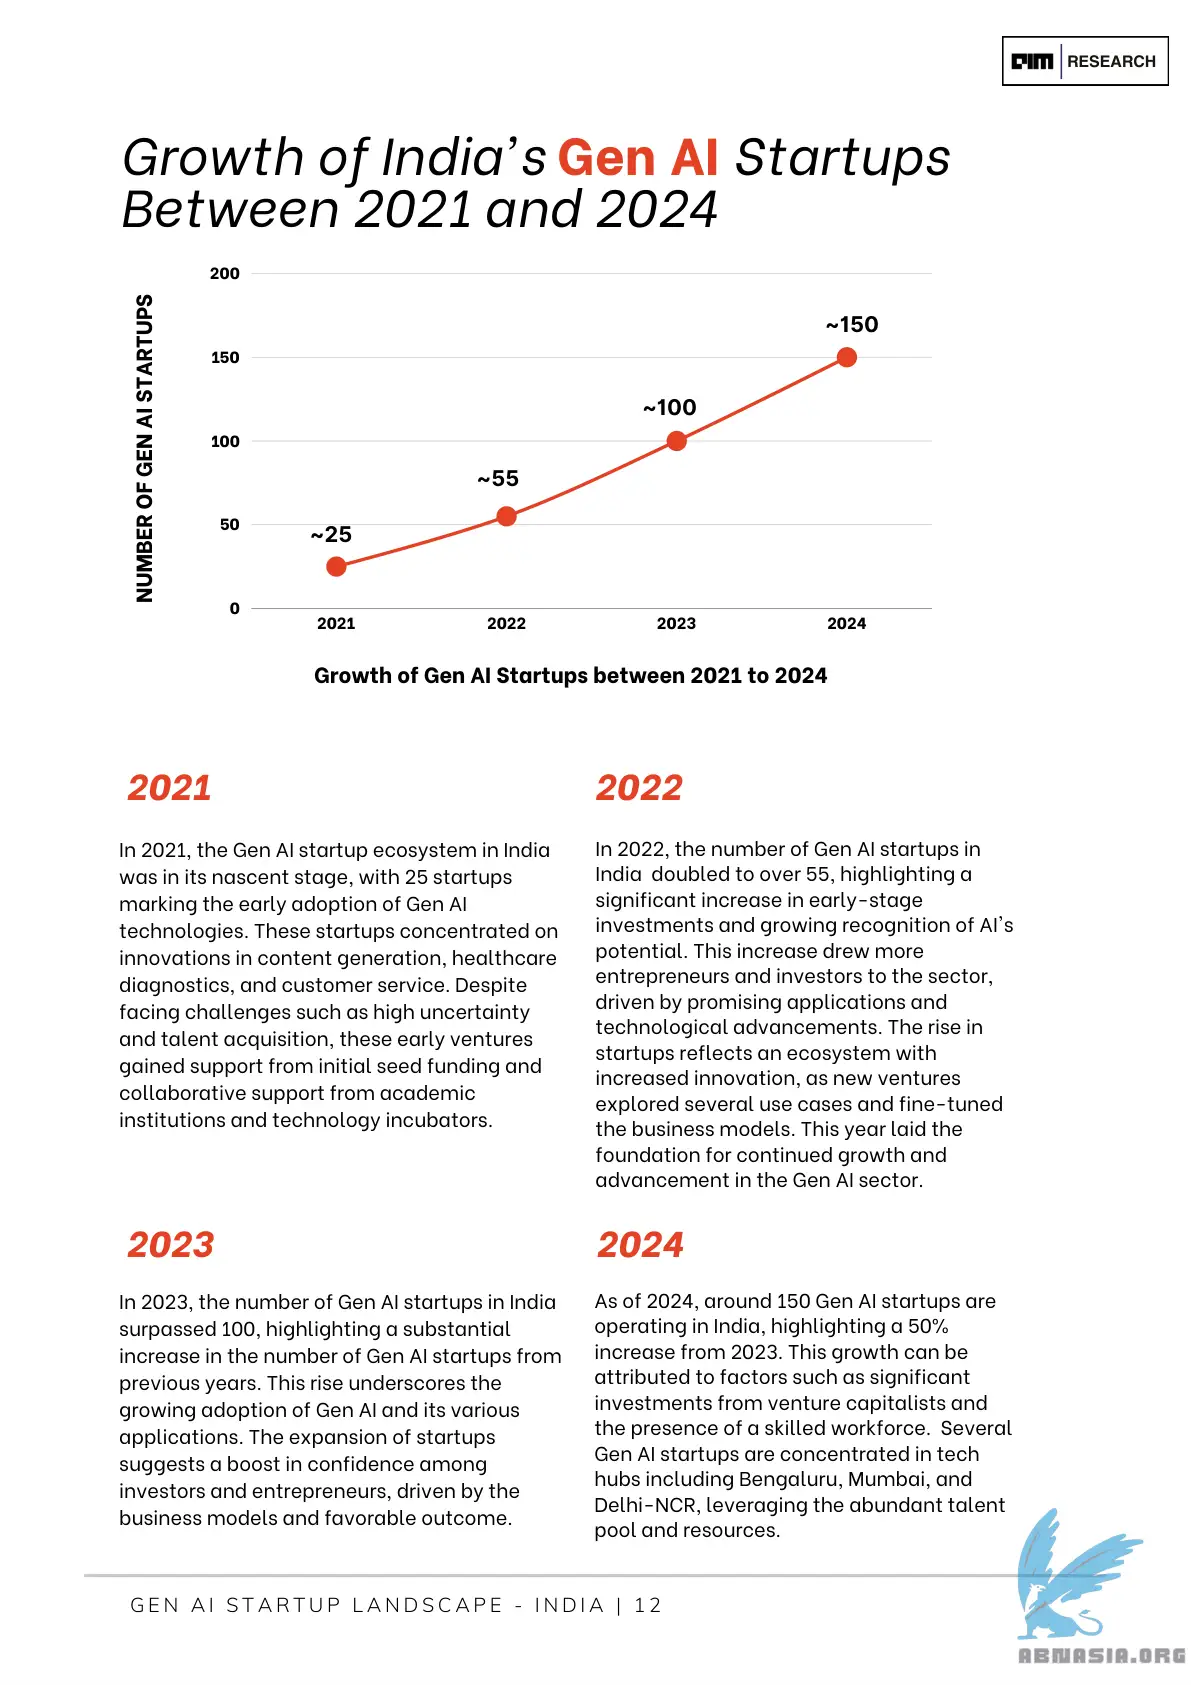 AIM RESEARCH
Growth of India's Gen AI Startups
Between 2021 and 2024
NUMBER OF GEN AI STARTUPS
200
150
100
50
0
~25
~55
~100
~150
2021 2022 2023 2024
Growth of Gen AI Startups between 2021 to 2024
2021
In 2021, the Gen AI startup ecosystem in India
was in its nascent stage, with 25 startups
marking the early adoption of Gen AI
technologies. These startups concentrated on
innovations in content generation, healthcare
diagnostics, and customer service. Despite
facing challenges such as high uncertainty
and talent acquisition, these early ventures
gained support from initial seed funding and
collaborative support from academic
institutions and technology incubators.
2022
In 2022, the number of Gen AI startups in
India  doubled to over 55, highlighting a
significant increase in early-stage
investments and growing recognition of AI's
potential. This increase drew more
entrepreneurs and investors to the sector,
driven by promising applications and
technological advancements. The rise in
startups reflects an ecosystem with
increased innovation, as new ventures
explored several use cases and fine-tuned
the business models. This year laid the
foundation for continued growth and
advancement in the Gen AI sector.
2023
In 2023, the number of Gen AI startups in India
surpassed 100, highlighting a substantial
increase in the number of Gen AI startups from
previous years. This rise underscores the
growing adoption of Gen AI and its various
applications. The expansion of startups
suggests a boost in confidence among
investors and entrepreneurs, driven by the
business models and favorable outcome.
2024
As of 2024, around 150 Gen AI startups are
operating in India, highlighting a 50%
increase from 2023. This growth can be
attributed to factors such as significant
investments from venture capitalists and
the presence of a skilled workforce.  Several
Gen AI startups are concentrated in tech
hubs including Bengaluru, Mumbai, and
Delhi-NCR, leveraging the abundant talent
pool and resources.
GEN AI STARTUP LANDSCAPE - INDIA | 12
ABNASIA.ORG